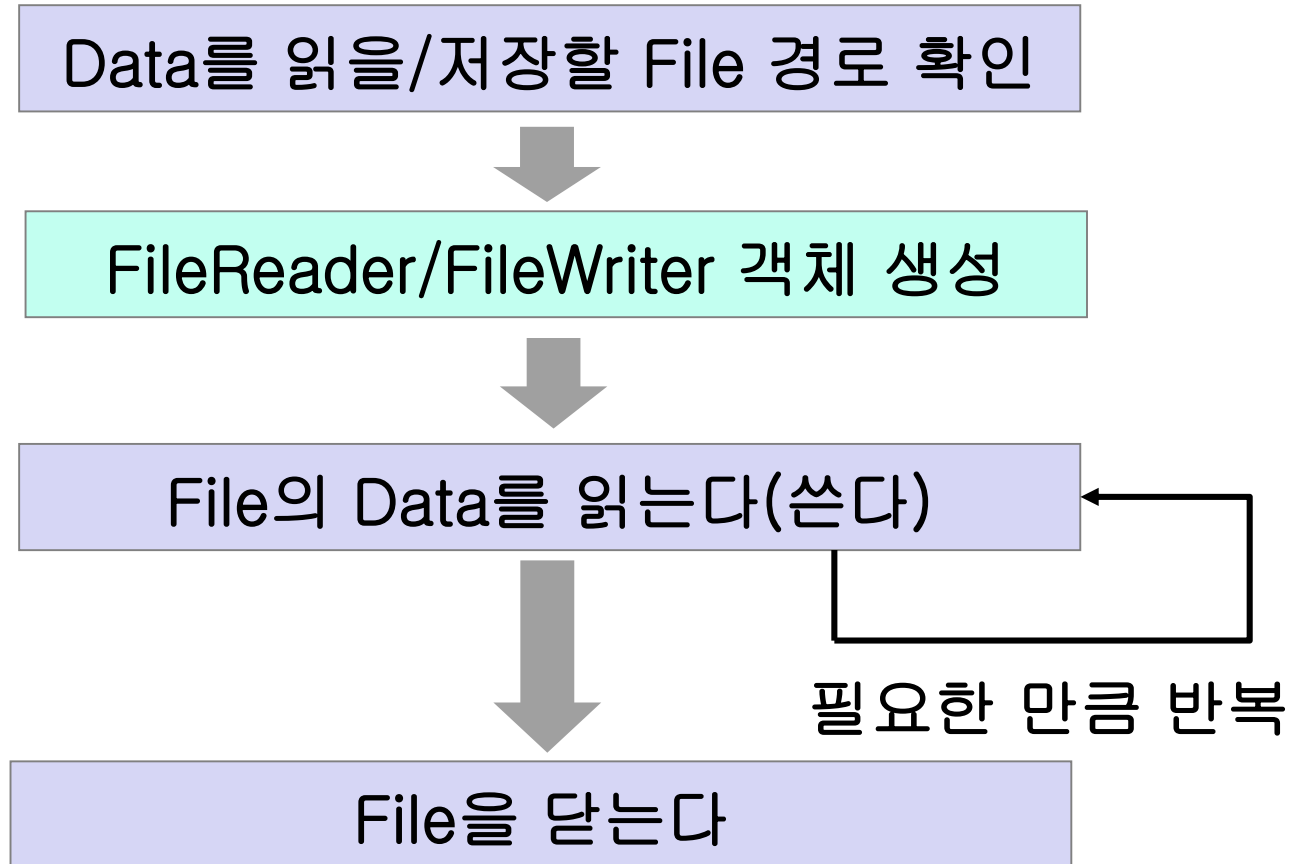 Data를 읽을/저장할 File 경로 확인
FileReader/FileWriter 객체 생성
File의 Data를 읽는다(쓴다)
필요한 만큼 반복
File을 닫는다